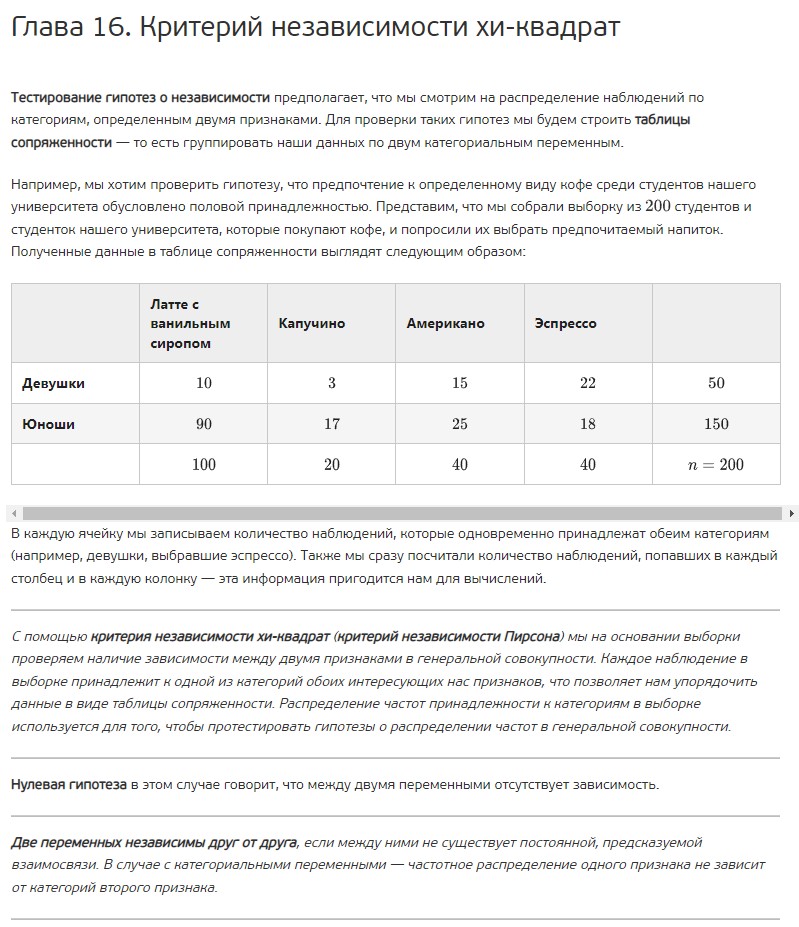 Глава 16. Критерий независимости хи-квадрат
Тестирование гипотез о независимости предполагает, что мы смотрим на распределение наблюдений по
категориям, определенным двумя признаками. Для проверки таких гипотез мы будем строить таблицы
сопряженности — то есть группировать наши данных по двум категориальным переменным.
Например, мы хотим проверить гипотезу, что предпочтение к определенному виду кофе среди студентов нашего
университета обусловлено половой принадлежностью. Представим, что мы собрали выборку из 200 студентов и
студенток нашего университета, которые покупают кофе, и попросили их выбрать предпочитаемый напиток.
Полученные данные в таблице сопряженности выглядят следующим образом:
Латте с
ванильным
сиропом
Капучино
Американо
Эспрессо
Девушки 10 3 15 22 50
Юноши 90 17 25 18 150
100 20 40 40 n = 200
В каждую ячейку мы записываем количество наблюдений, которые одновременно принадлежат обеим категориям
(например, девушки, выбравшие эспрессо). Также мы сразу посчитали количество наблюдений, попавших в каждый
столбец и в каждую колонку — эта информация пригодится нам для вычислений.
С помощью критерия независимости хи-квадрат (критерий независимости Пирсона) мы на основании выборки
проверяем наличие зависимости между двумя признаками в генеральной совокупности. Каждое наблюдение в
выборке принадлежит к одной из категорий обоих интересующих нас признаков, что позволяет нам упорядочить
данные в виде таблицы сопряженности. Распределение частот принадлежности к категориям в выборке
используется для того, чтобы протестировать гипотезы о распределении частот в генеральной совокупности.
Нулевая гипотеза в этом случае говорит, что между двумя переменными отсутствует зависимость.
Две переменных независимы друг от друга, если между ними не существует постоянной, предсказуемой
взаимосвязи. В случае с категориальными переменными — частотное распределение одного признака не зависит
от категорий второго признака.